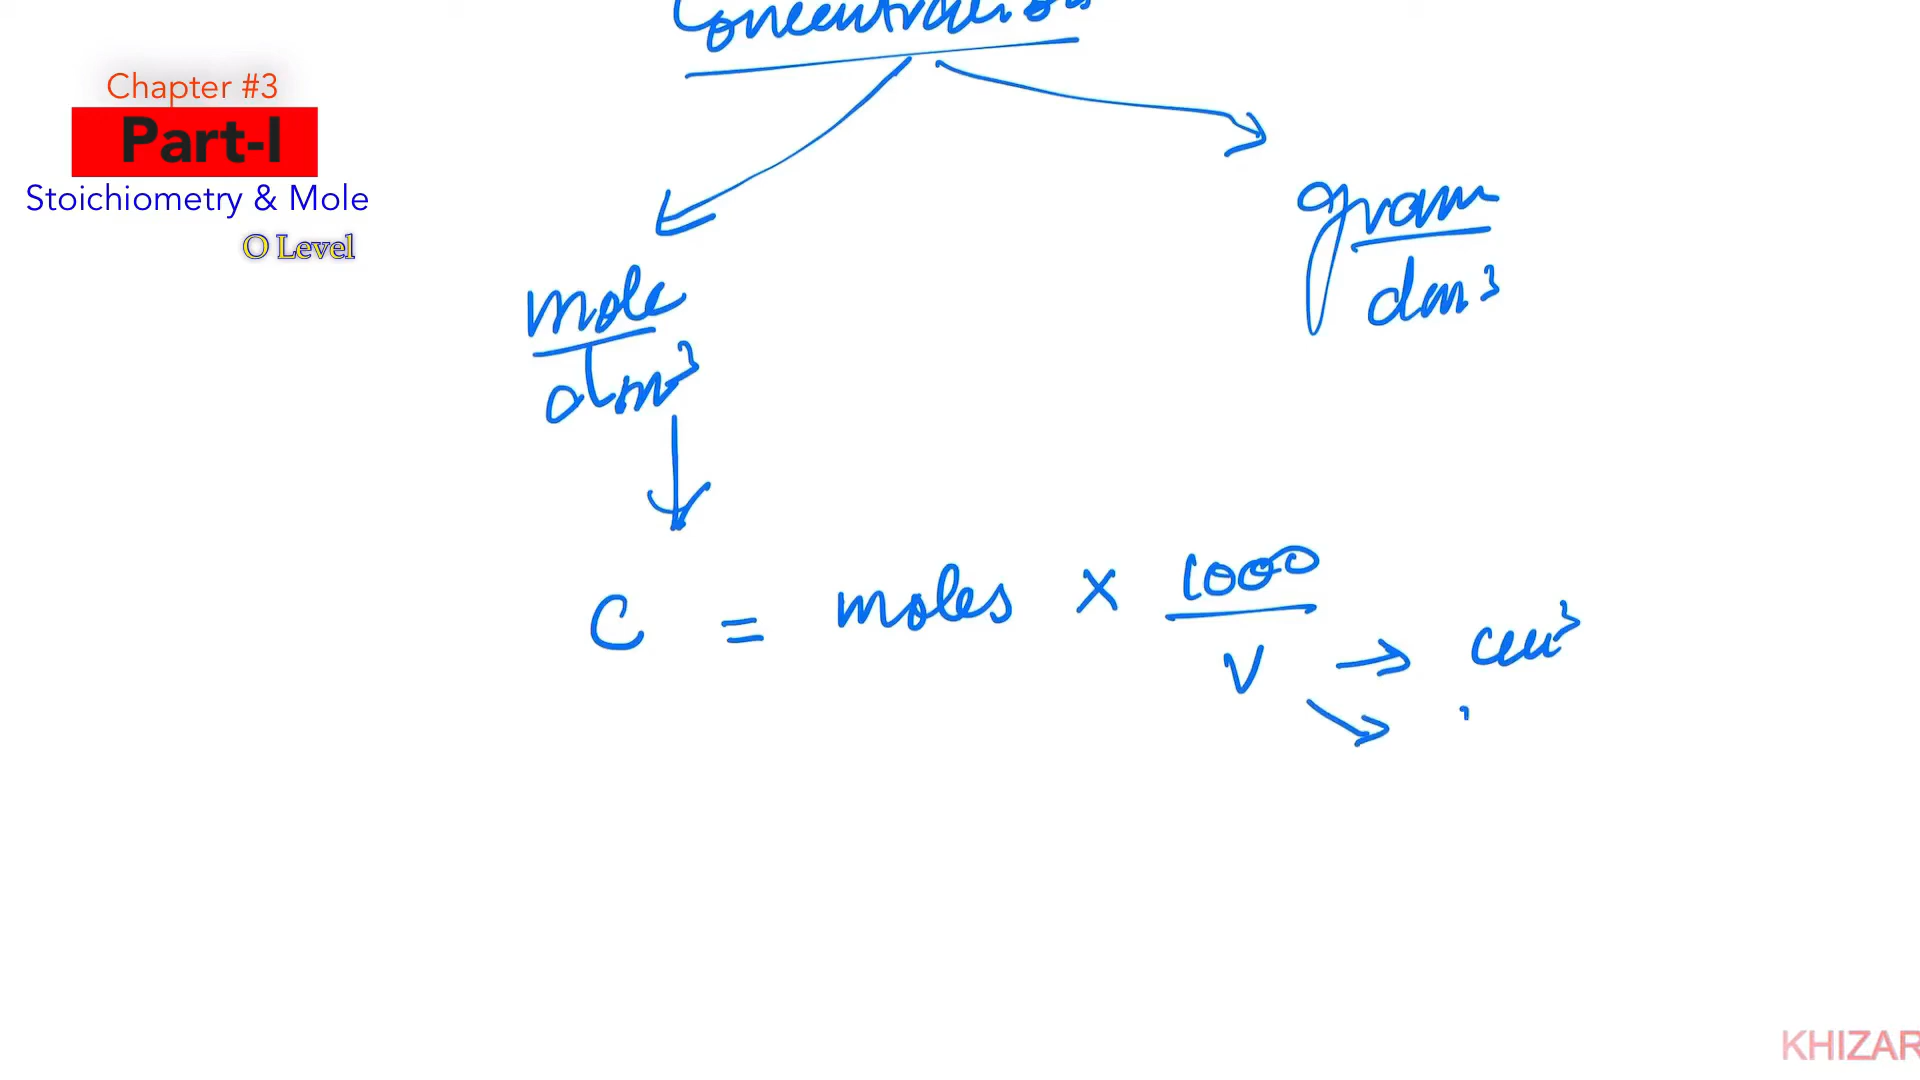 Concentration
Chapter #3
Part-I
Stoichiometry & Mole
O Level
gram
dm³
mole
dm³
C = moles × 1000
V → cm³
KHIZAR